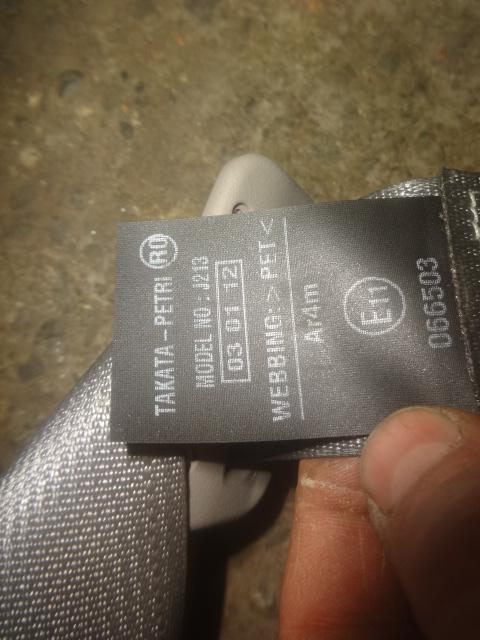 TAKATA-PETRI RO
MODEL NO : J213
03 01 12
WEBBING:> PET <
Ar4m
E11
066503